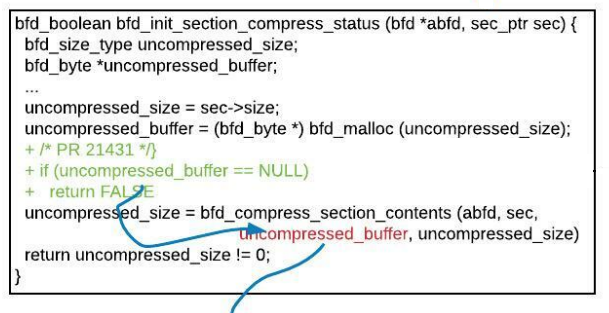 bfd_boolean bfd_init_section_compress_status (bfd *abfd, sec_ptr sec) {
bfd_size_type uncompressed_size;
bfd_byte *uncompressed_buffer;
...
uncompressed_size = sec->size;
uncompressed_buffer = (bfd_byte *) bfd_malloc (uncompressed_size);
+ /* PR 21431 */}
+ if (uncompressed_buffer == NULL)
+ return FALSE
uncompressed_size = bfd_compress_section_contents (abfd, sec,
uncompressed_buffer, uncompressed_size)
return uncompressed_size != 0;
}